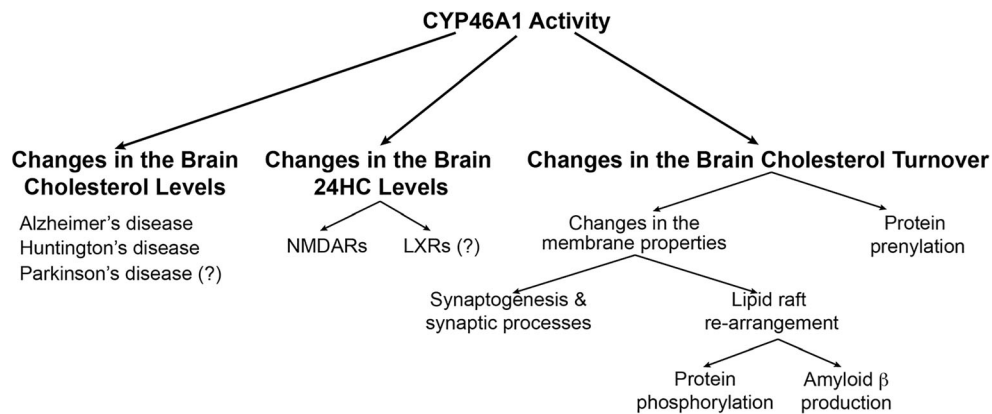 CYP46A1 Activity
Changes in the Brain
Cholesterol Levels
Alzheimer's disease
Huntington's disease
Parkinson's disease (?)
Changes in the Brain
24HC Levels
NMDARs
LXRs (?)
Changes in the Brain Cholesterol Turnover
Changes in the
membrane properties
Protein
prenylation
Synaptogenesis &
synaptic processes
Lipid raft
re-arrangement
Protein
phosphorylation
Amyloid β
production